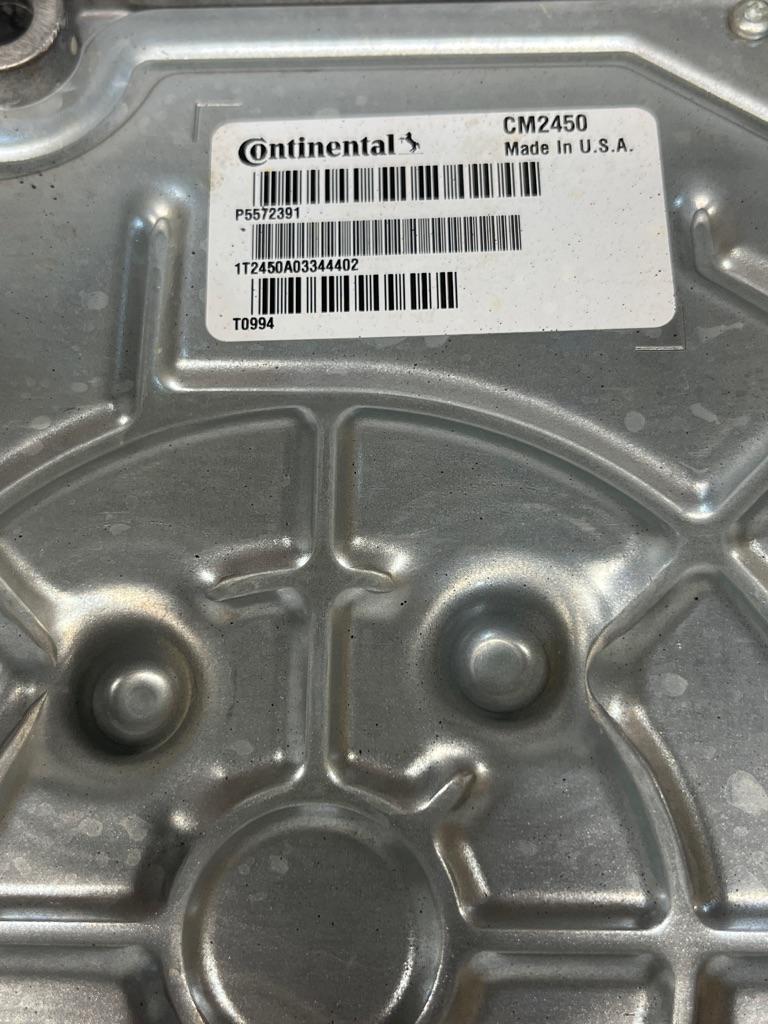 Continental
CM2450
Made In U.S.A.
P5572391
1T2450A03344402
T0994